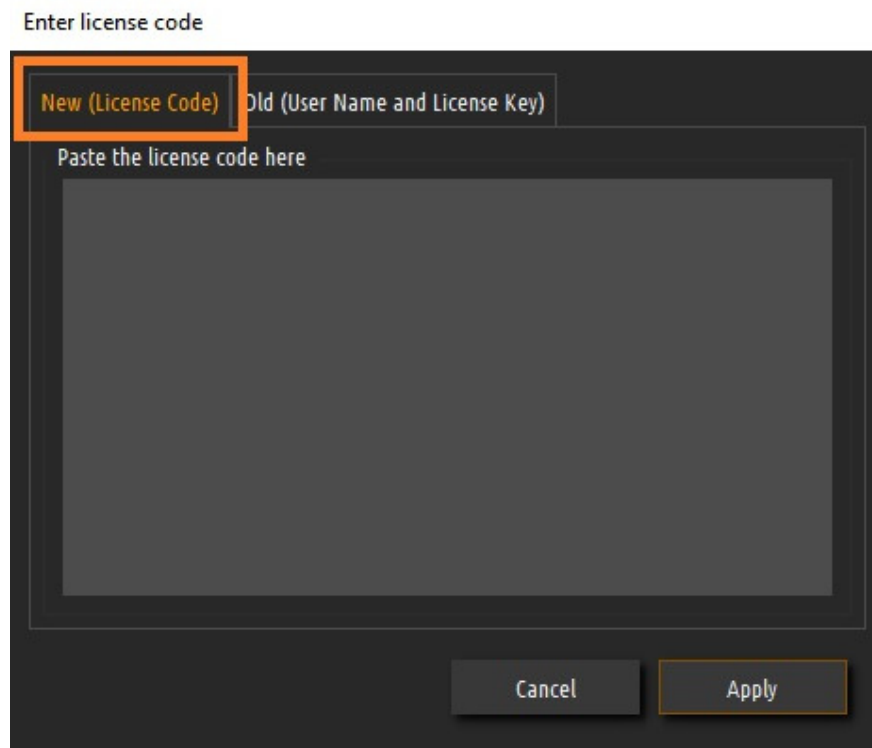 Enter license code
New (License Code) Old (User Name and License Key)
Paste the license code here
Cancel Apply